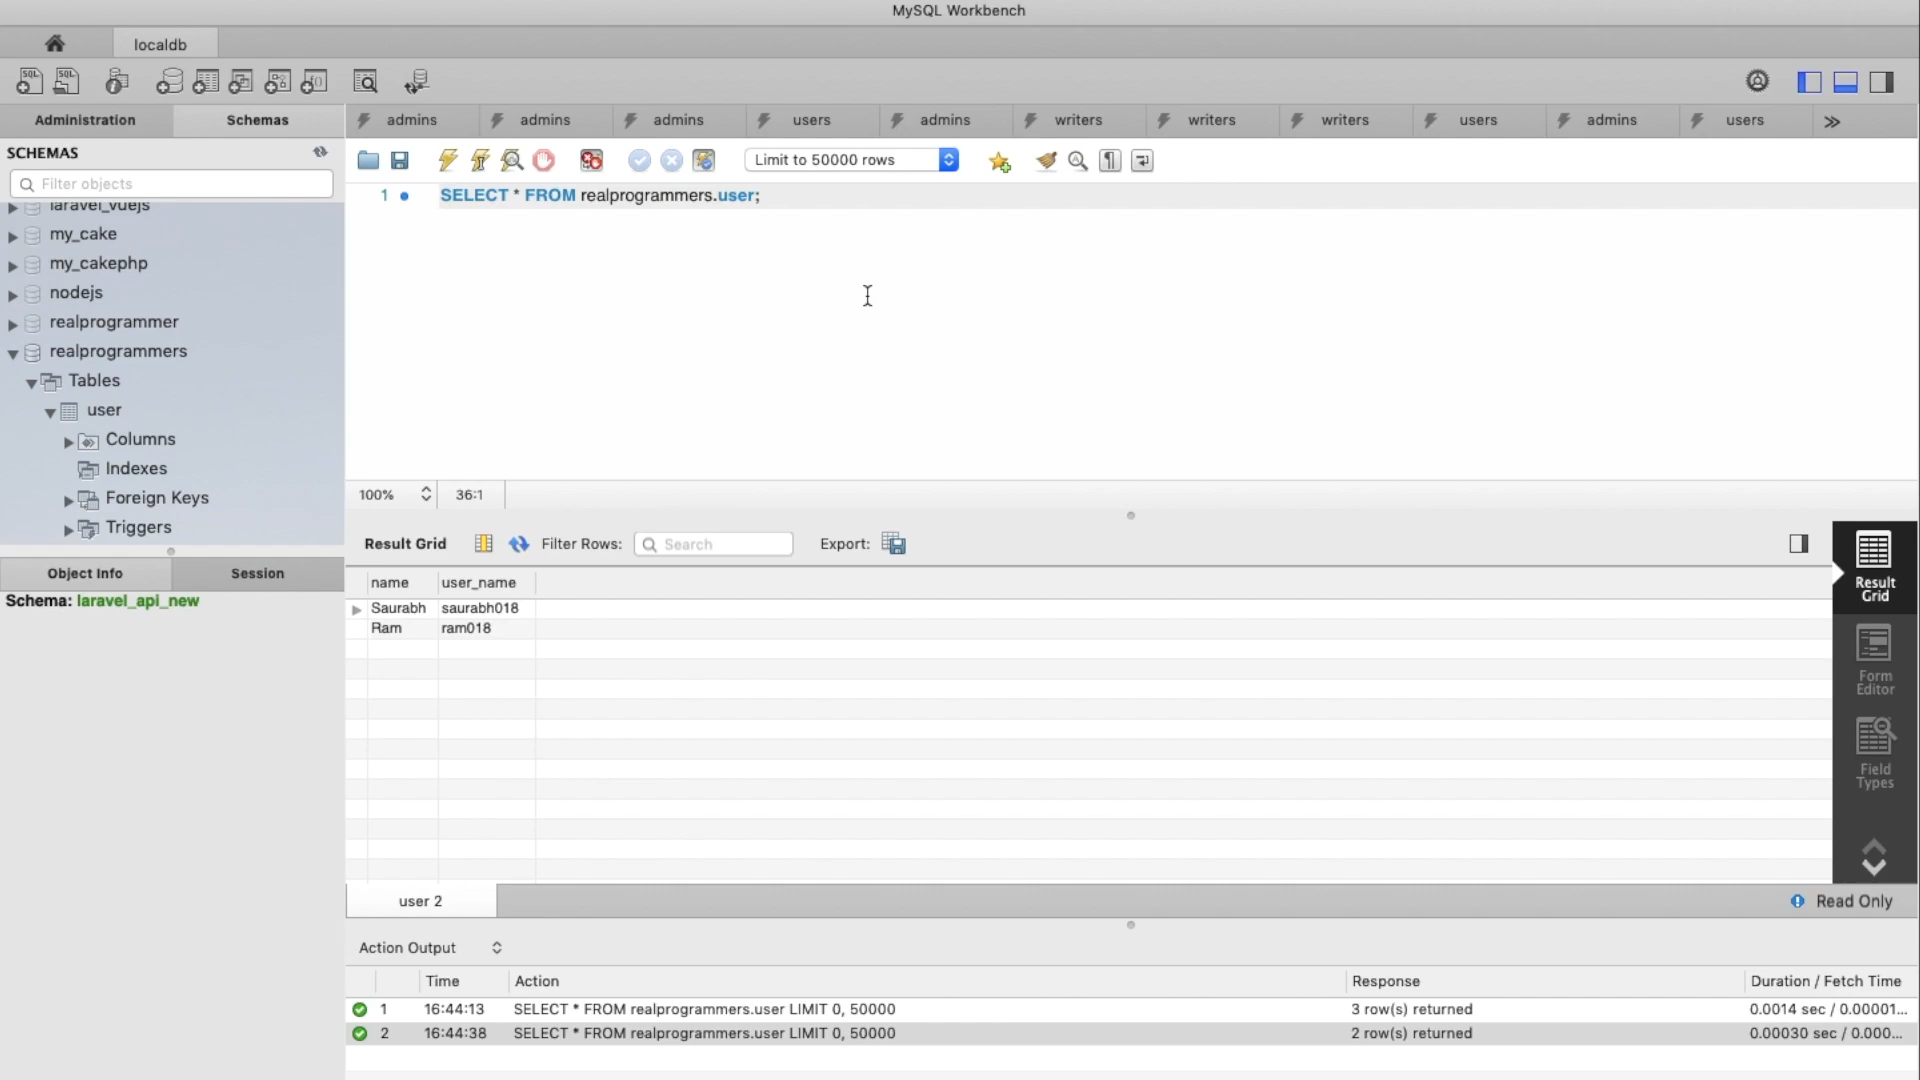 MySQL Workbench
localdb
Administration Schemas admins admins admins users admins writers writers writers users admins users
SCHEMAS
Filter objects
Limit to 50000 rows
1 SELECT * FROM realprogrammers.user;
laravel_vuejs
my_cake
my_cakephp
nodejs
realprogrammer
realprogrammers
Tables
user
Columns
Indexes
Foreign Keys
Triggers
100% 36:1
Result Grid Filter Rows: Search Export:
Object Info Session
Schema: laravel_api_new
name user_name
Saurabh saurabh018
Ram ram018
Result
Grid
Form
Editor
Field
Types
user 2 Read Only
Action Output
Time Action Response Duration / Fetch Time
1 16:44:13 SELECT * FROM realprogrammers.user LIMIT 0, 50000 3 row(s) returned 0.0014 sec / 0.00001...
2 16:44:38 SELECT * FROM realprogrammers.user LIMIT 0, 50000 2 row(s) returned 0.00030 sec / 0.000...